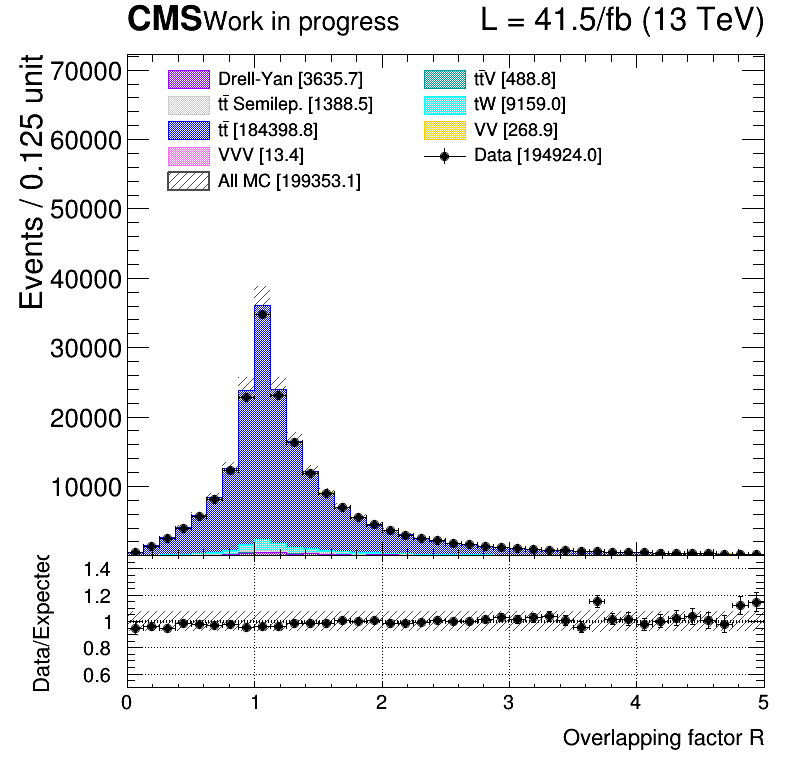 CMS Work in progress L = 41.5/fb (13 TeV)
Events / 0.125 unit
70000
60000
50000
40000
30000
20000
10000
Drell-Yan [3635.7]
tt̄ Semilep. [1388.5]
tt̄ [184398.8]
VVV [13.4]
All MC [199353.1]
tt̄V [488.8]
tW [9159.0]
VV [268.9]
Data [194924.0]
Data/Expected
1.4
1.2
1
0.8
0.6
0 1 2 3 4 5
Overlapping factor R